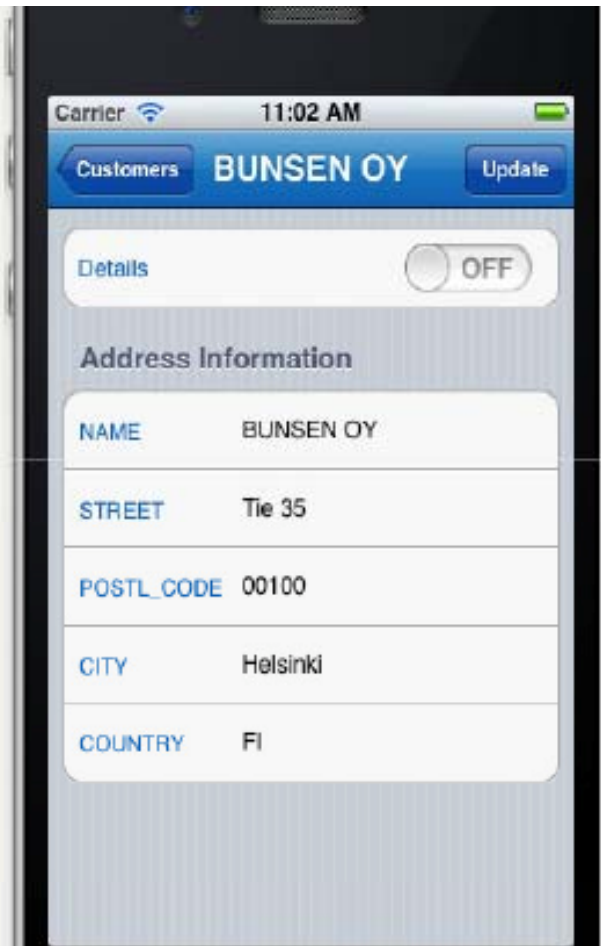 Carrier 11:02 AM
Customers BUNSEN OY Update
Details OFF
Address Information
NAME BUNSEN OY
STREET Tie 35
POSTL_CODE 00100
CITY Helsinki
COUNTRY FI